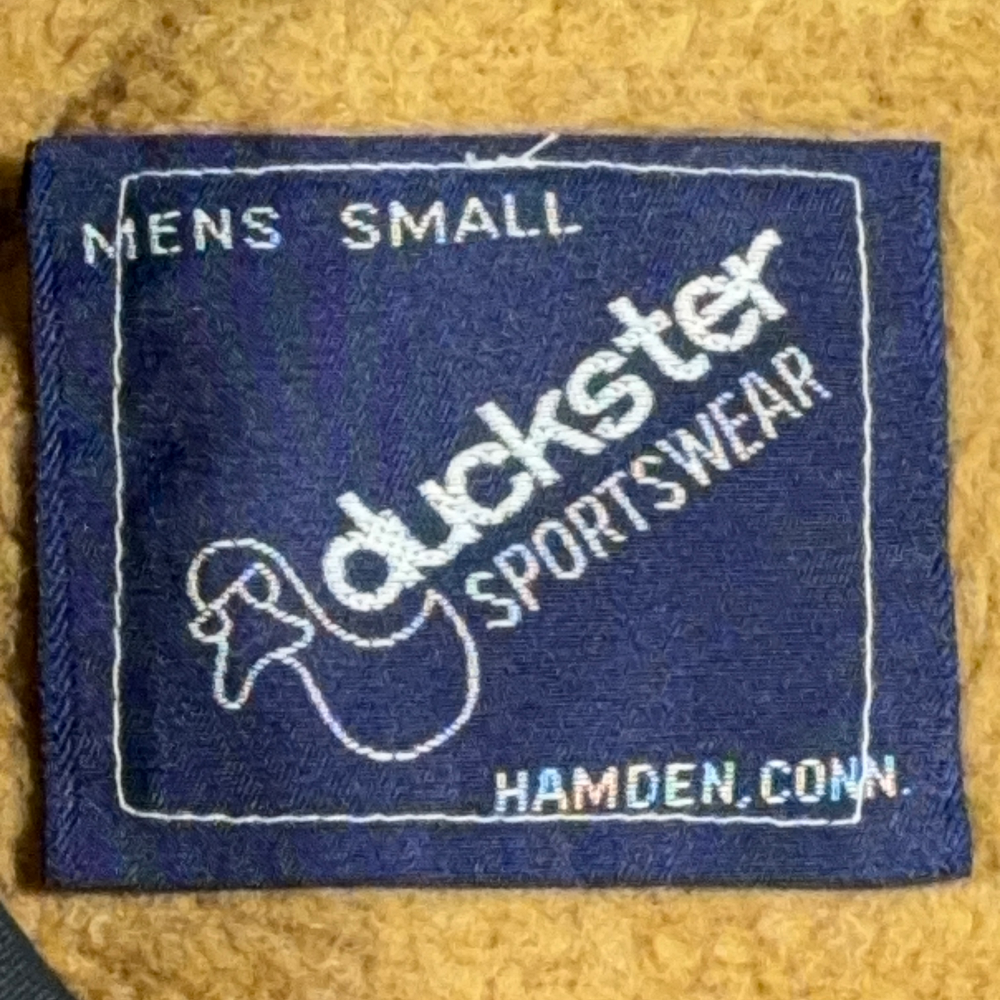 MENS SMALL
duckster
SPORTSWEAR
HAMDEN, CONN.